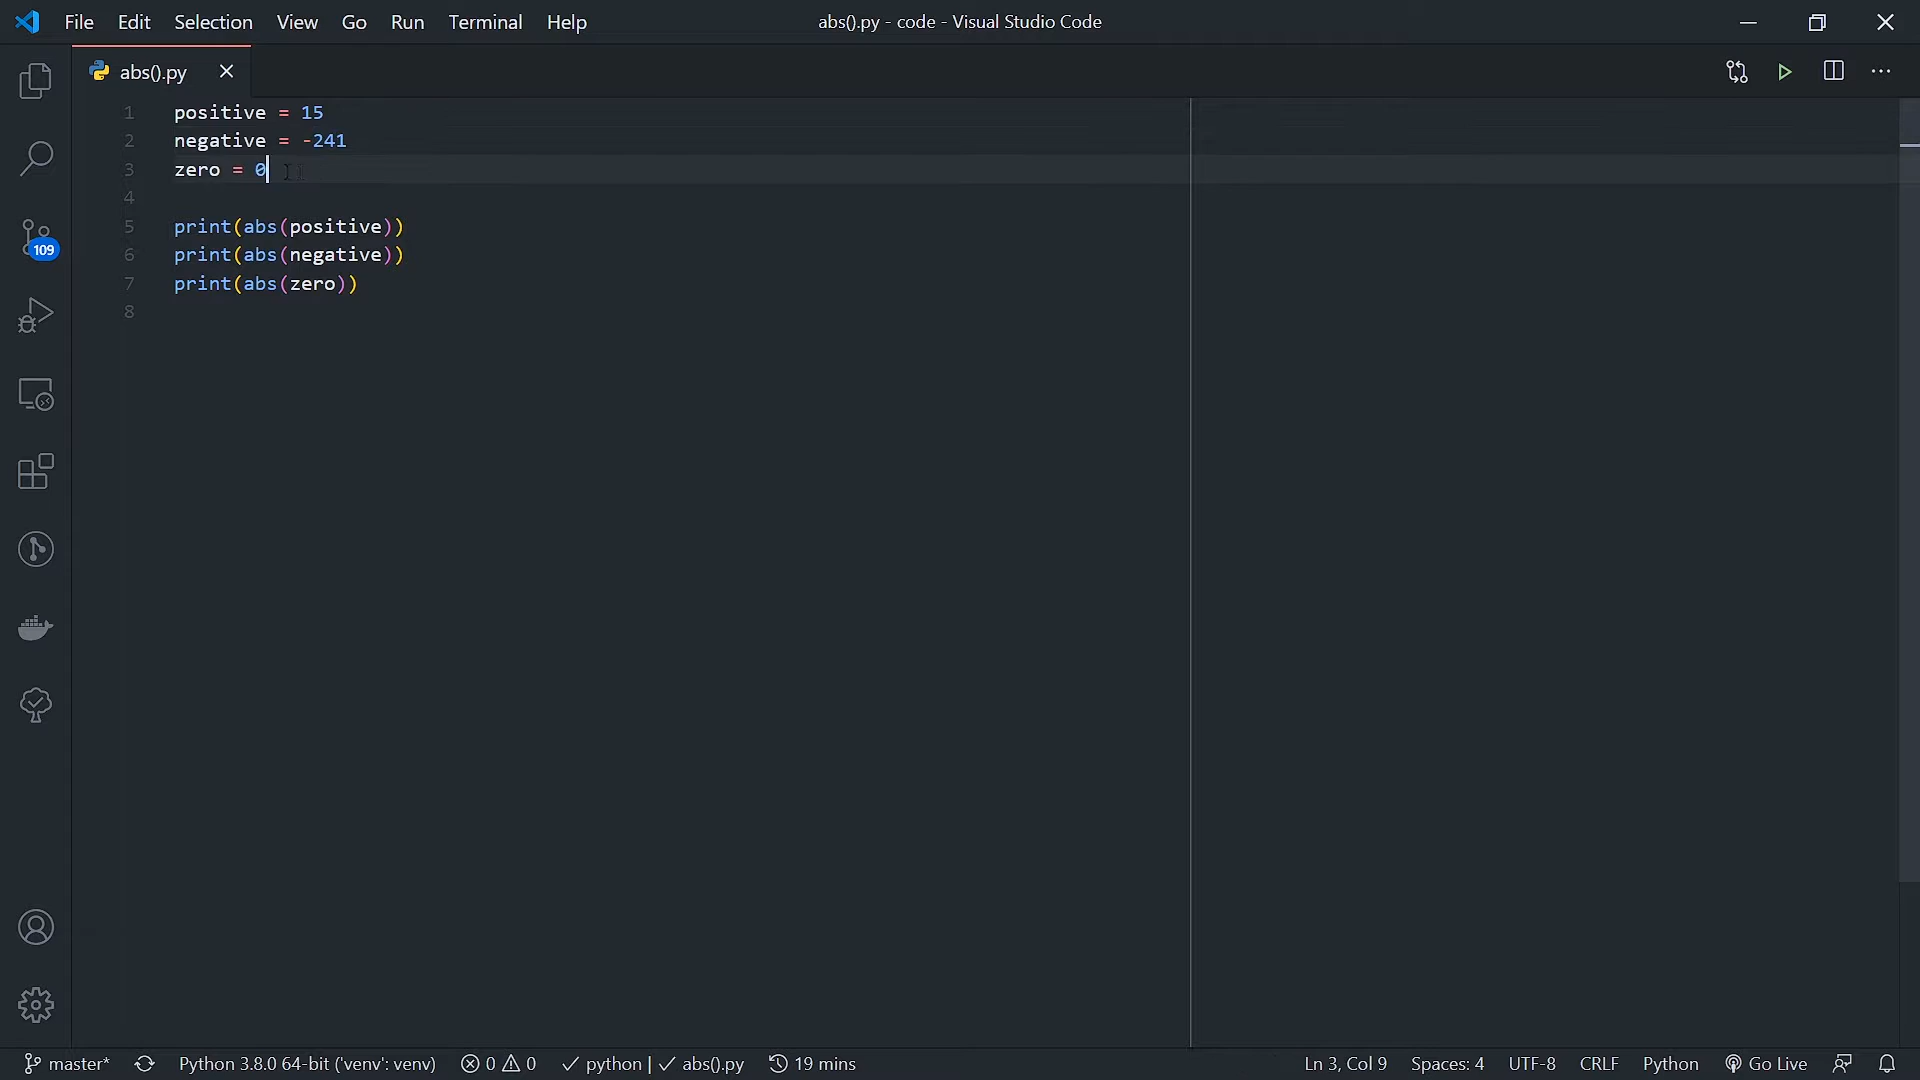 File Edit Selection View Go Run Terminal Help
abs().py - code - Visual Studio Code
abs().py
1 positive = 15
2 negative = -241
3 zero = 0
4
5 print(abs(positive))
6 print(abs(negative))
7 print(abs(zero))
8
109
master* Python 3.8.0 64-bit ('venv': venv) 0 0 python | abs().py 19 mins Ln 3, Col 9 Spaces: 4 UTF-8 CRLF Python Go Live